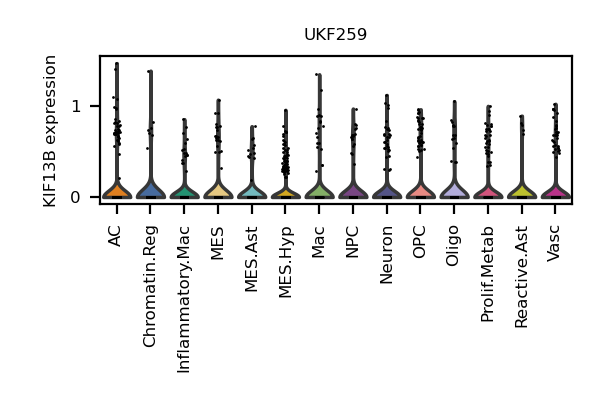 UKF259
KIF13B expression
1
0
AC
Chromatin.Reg
Inflammatory.Mac
MES
MES.Ast
MES.Hyp
Mac
NPC
Neuron
OPC
Oligo
Prolif.Metab
Reactive.Ast
Vasc